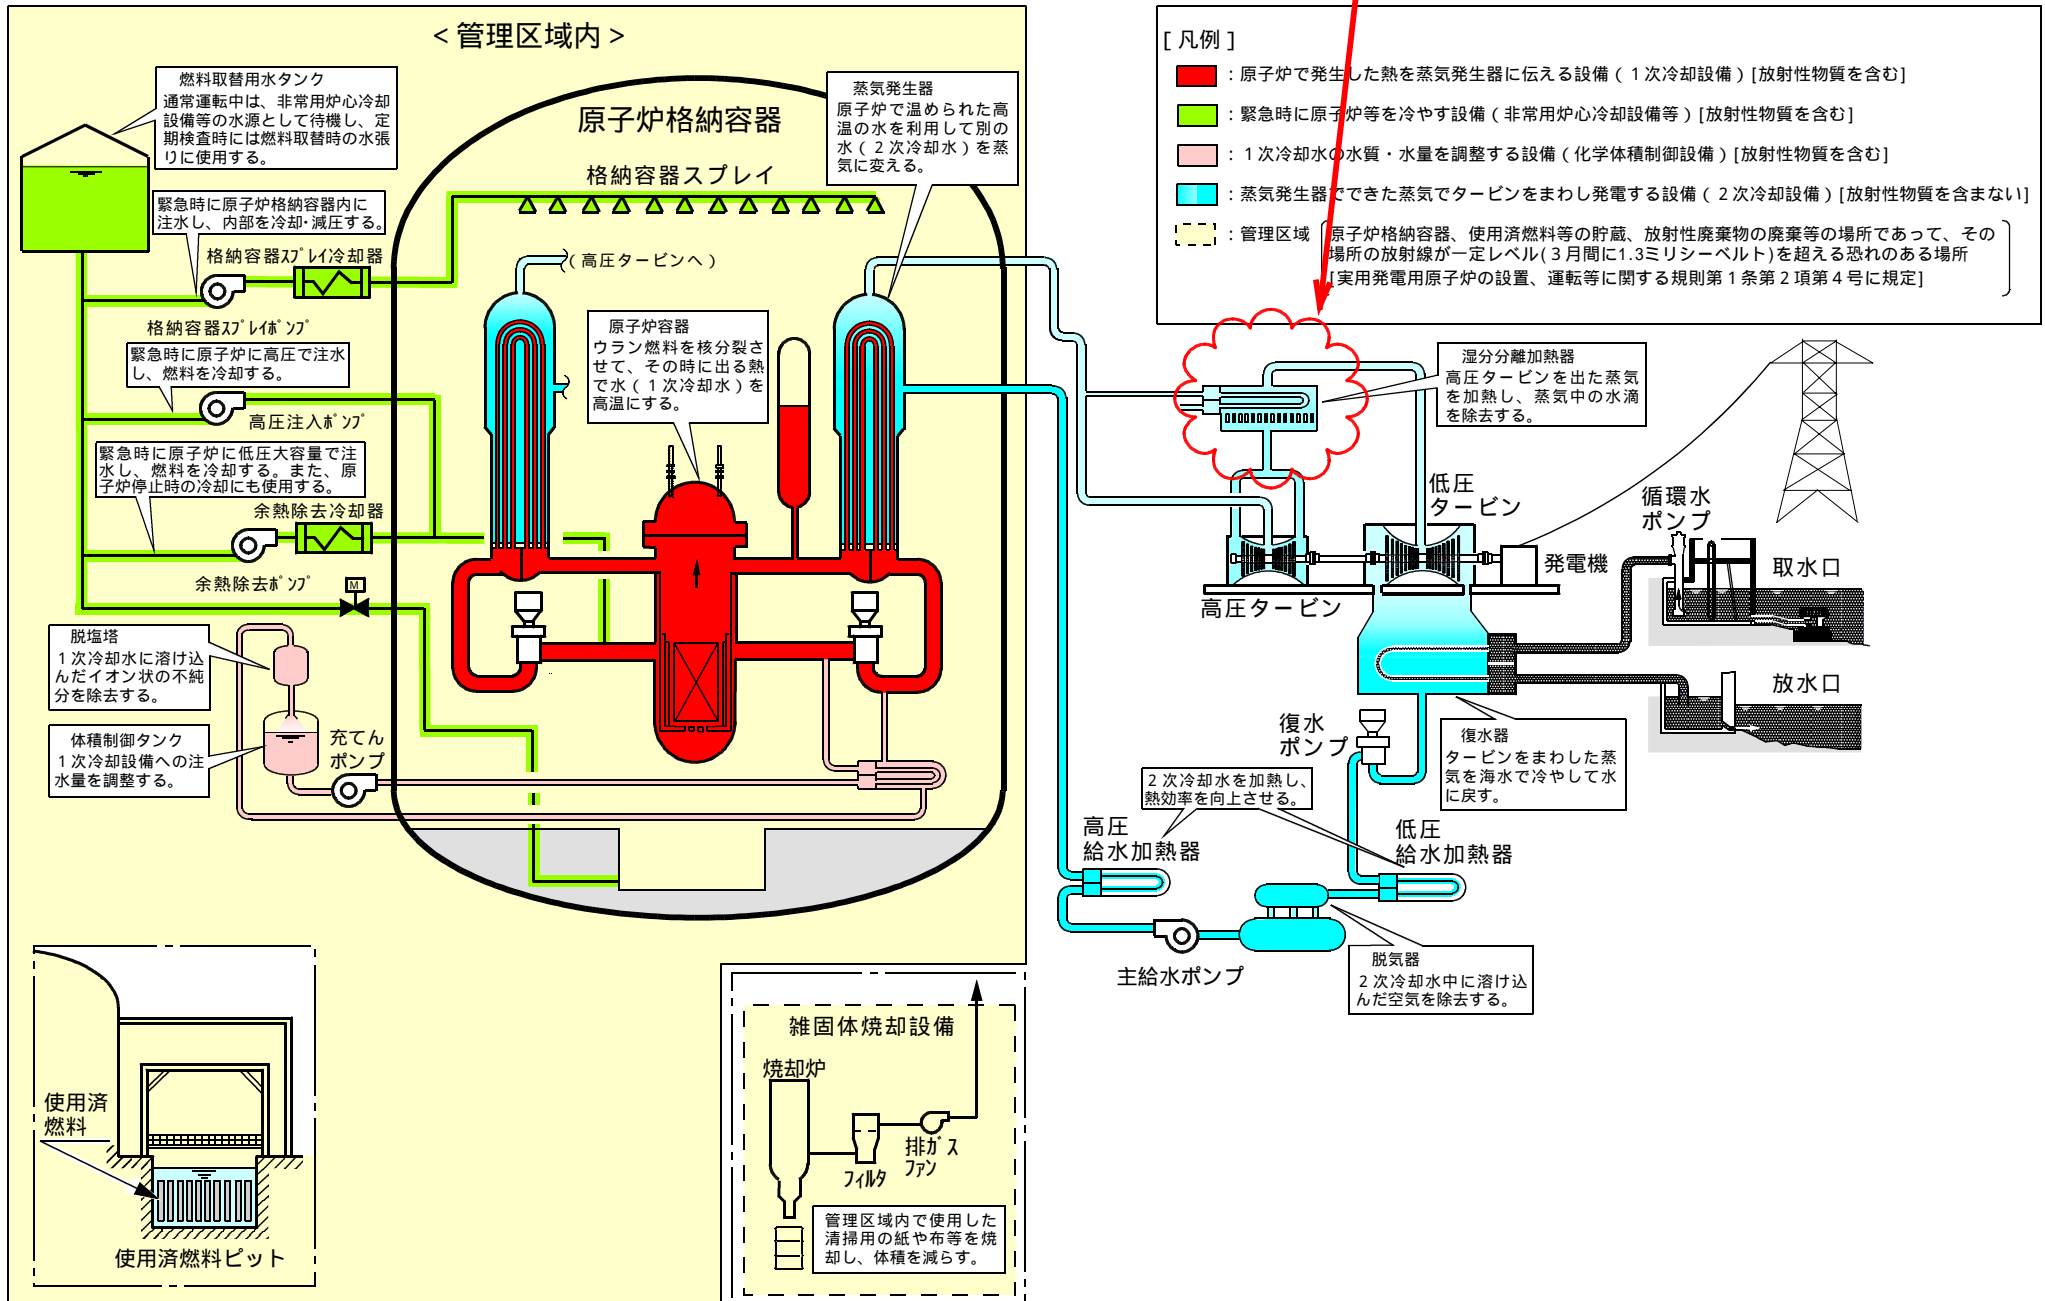 ＜管理区域内＞
燃料取替用水タンク
通常運転中は、非常用炉心冷却
設備等の水源として待機し、定
期検査時には燃料取替時の水張
りに使用する。
緊急時に原子炉格納容器内に
注水し、内部を冷却・減圧する。
格納容器ｽﾌﾟﾚｲ冷却器
格納容器ｽﾌﾟﾚｲﾎﾟﾝﾌﾟ
緊急時に原子炉に高圧で注水
し、燃料を冷却する。
高圧注入ﾎﾟﾝﾌﾟ
緊急時に原子炉に低圧大容量で注
水し、燃料を冷却する。また、原
子炉停止時の冷却にも使用する。
余熱除去冷却器
余熱除去ﾎﾟﾝﾌﾟ
M
脱塩塔
１次冷却水に溶け込
んだイオン状の不純
分を除去する。
体積制御タンク
１次冷却設備への注
水量を調整する。
充てん
ポンプ
原子炉格納容器
格納容器スプレイ
（高圧タービンへ）
原子炉容器
ウラン燃料を核分裂さ
せて、その時に出る熱
で水（１次冷却水）を
高温にする。
蒸気発生器
原子炉で温められた高
温の水を利用して別の
水（２次冷却水）を蒸
気に変える。
[凡例]
：原子炉で発生した熱を蒸気発生器に伝える設備（１次冷却設備）[放射性物質を含む]
：緊急時に原子炉等を冷やす設備（非常用炉心冷却設備等）[放射性物質を含む]
：１次冷却水の水質・水量を調整する設備（化学体積制御設備）[放射性物質を含む]
：蒸気発生器でできた蒸気でタービンをまわし発電する設備（２次冷却設備）[放射性物質を含まない]
：管理区域
原子炉格納容器、使用済燃料等の貯蔵、放射性廃棄物の廃棄等の場所であって、その
場所の放射線が一定レベル(３月間に1.3ミリシーベルト)を超える恐れのある場所
[実用発電用原子炉の設置、運転等に関する規則第１条第２項第４号に規定]
湿分分離加熱器
高圧タービンを出た蒸気
を加熱し、蒸気中の水滴
を除去する。
低圧
タービン
高圧タービン
発電機
循環水
ポンプ
取水口
放水口
復水
ポンプ
復水器
タービンをまわした蒸
気を海水で冷やして水
に戻す。
２次冷却水を加熱し、
熱効率を向上させる。
高圧
給水加熱器
低圧
給水加熱器
主給水ポンプ
脱気器
２次冷却水中に溶け込
んだ空気を除去する。
使用済
燃料
使用済燃料ピット
雑固体焼却設備
焼却炉
フィルタ
排ｶﾞｽ
ﾌｧﾝ
管理区域内で使用した
清掃用の紙や布等を焼
却し、体積を減らす。